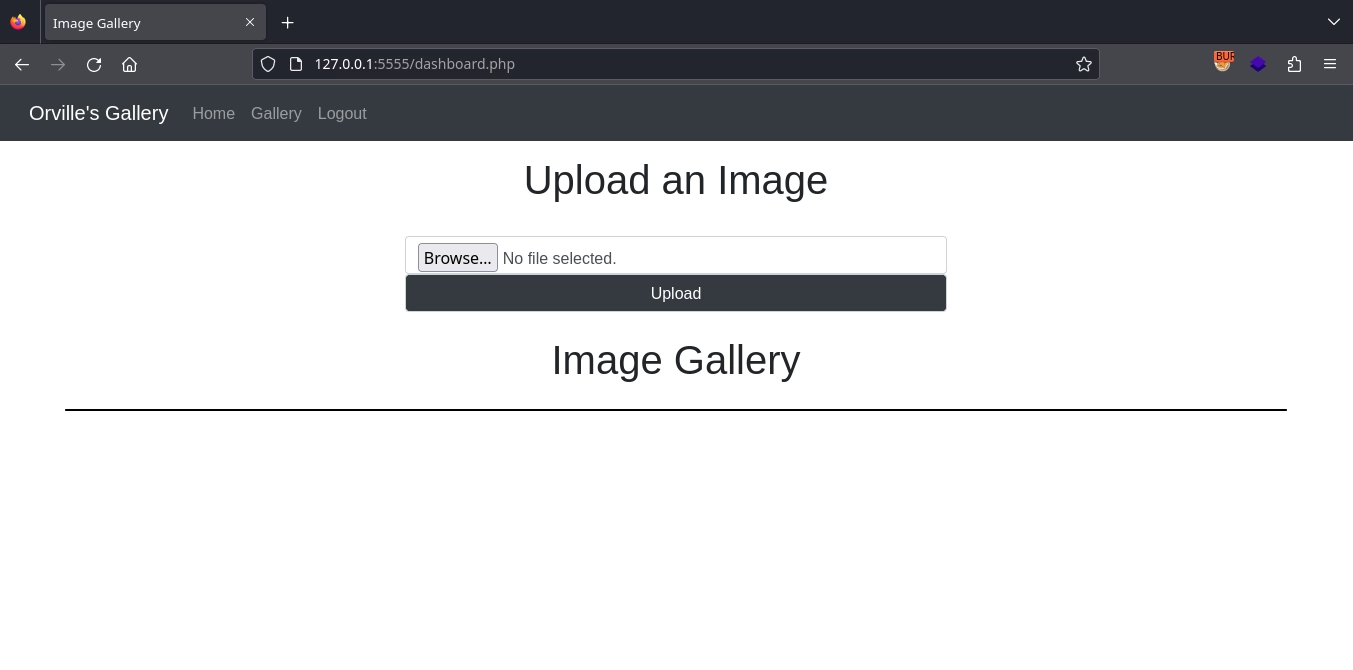 Image Gallery
127.0.0.1:5555/dashboard.php
BUR
Orville's Gallery Home Gallery Logout
Upload an Image
Browse... No file selected.
Upload
Image Gallery